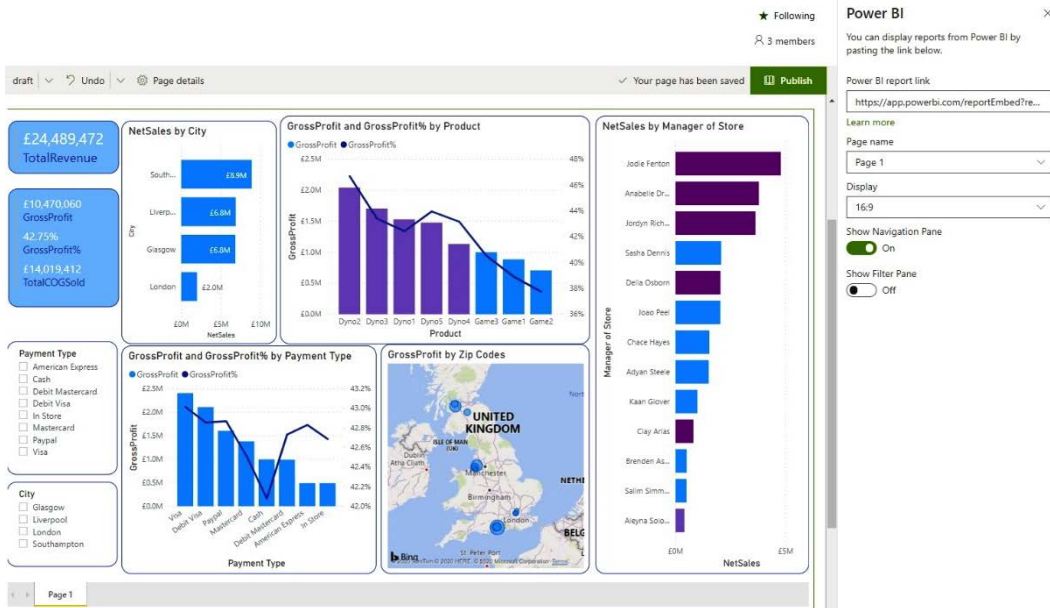 Following
3 members
draft
Undo
Page details
Your page has been saved
Publish
£24,489,472
TotalRevenue
£10,470,060
GrossProfit
42.75%
GrossProfit%
£14,019,412
TotalCOGSold
Payment Type
American Express
Cash
Debit Mastercard
Debit Visa
In Store
Mastercard
Paypal
Visa
City
Glasgow
Liverpool
London
Southampton
NetSales by City
City
South...
£8.9M
Liverp...
£6.8M
Glasgow
£6.8M
London
£2.0M
£0M £5M £10M
NetSales
GrossProfit and GrossProfit% by Product
GrossProfit GrossProfit%
GrossProfit
£2.5M
£2.0M
£1.5M
£1.0M
£0.5M
£0.0M
48%
46%
44%
42%
40%
38%
36%
Dyno2 Dyno3 Dyno1 Dyno5 Dyno4 Game3 Game1 Game2
Product
GrossProfit and GrossProfit% by Payment Type
GrossProfit GrossProfit%
GrossProfit
£2.5M
£2.0M
£1.5M
£1.0M
£0.5M
£0.0M
43.2%
43.0%
42.8%
42.6%
42.4%
42.2%
42.0%
Visa
Debit Visa
Paypal
Mastercard
Cash
Debit Mastercard
American Express
In Store
Payment Type
GrossProfit by Zip Codes
UNITED
KINGDOM
ISLE OF MAN
(UK)
Dublin
Manchester
Birmingham
London
NETHE
BELG
St. Peter Port
Bing
Terms
NetSales by Manager of Store
Manager of Store
Jodie Fenton
Anabelle Dr...
Jordyn Rich...
Sasha Dennis
Della Osborn
Joao Peel
Chace Hayes
Adyan Steele
Kaan Glover
Clay Arias
Brenden As...
Salim Simm...
Aleyna Solo...
£0M £5M
NetSales
Page 1
Power BI
You can display reports from Power BI by
pasting the link below.
Power BI report link
https://app.powerbi.com/reportEmbed?re...
Learn more
Page name
Page 1
Display
16:9
Show Navigation Pane
On
Show Filter Pane
Off